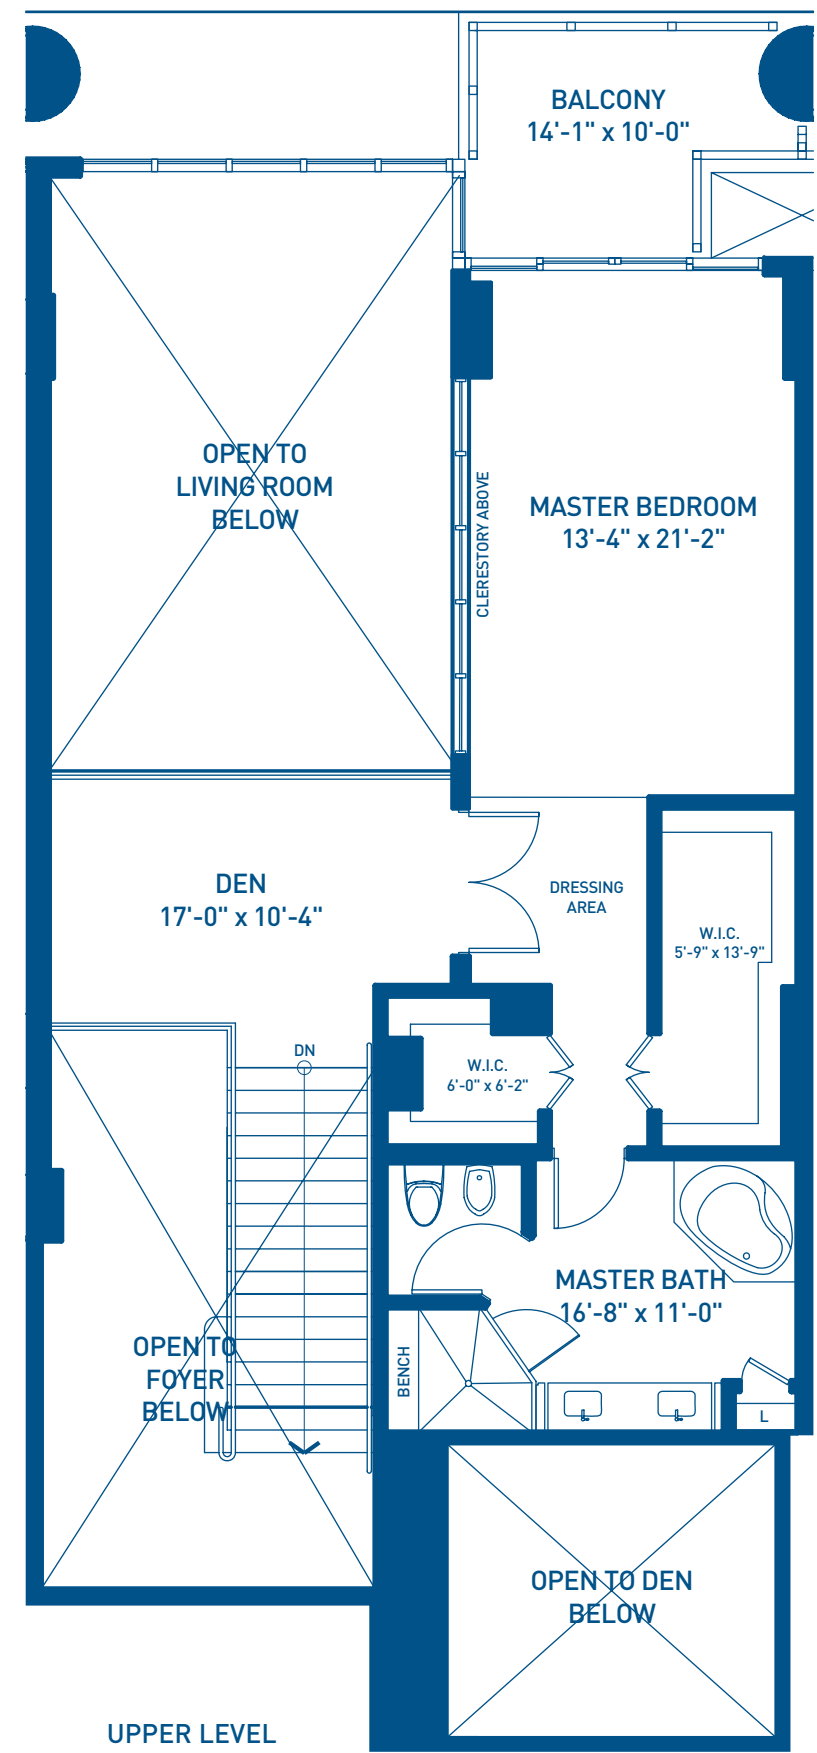 BALCONY
14'-1" x 10'-0"
OPEN TO
LIVING ROOM
BELOW
CLERESTORY ABOVE
MASTER BEDROOM
13'-4" x 21'-2"
DEN
17'-0" x 10'-4"
DRESSING
AREA
W.I.C.
5'-9" x 13'-9"
DN
W.I.C.
6'-0" x 6'-2"
MASTER BATH
16'-8" x 11'-0"
OPEN TO
FOYER
BELOW
BENCH
L
OPEN TO DEN
BELOW
UPPER LEVEL